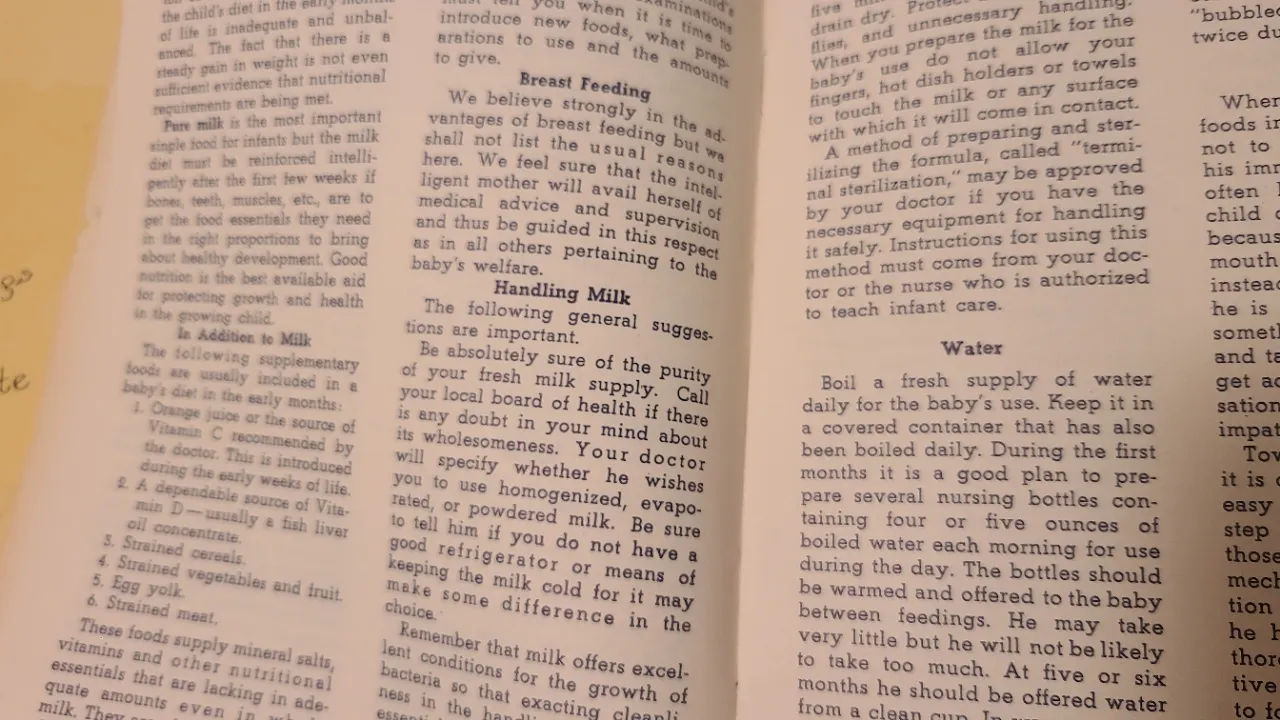 the child's diet in the early months
of life is inadequate and unbal-
anced. The fact that there is a
steady gain in weight is not even
sufficient evidence that nutritional
requirements are being met.
Pure milk is the most important
single food for infants but the milk
diet must be reinforced intelli-
gently after the first few weeks if
bones, teeth, muscles, etc., are to
get the food essentials they need
in the right proportions to bring
about healthy development. Good
nutrition is the best available aid
for protecting growth and health
in the growing child.
In Addition to Milk
The following supplementary
foods are usually included in a
baby's diet in the early months:
1. Orange juice or the source of
Vitamin C recommended by
the doctor. This is introduced
during the early weeks of life.
2. A dependable source of Vita-
min D—usually a fish liver
oil concentrate.
3. Strained cereals.
4. Strained vegetables and fruit.
5. Egg yolk.
6. Strained meat.
These foods supply mineral salts,
vitamins and other nutritional
essentials that are lacking in ade-
quate amounts even in
milk. They
must tell you when it is time to
introduce new foods, what prep-
arations to use and the amounts
to give.
Breast Feeding
We believe strongly in the ad-
vantages of breast feeding but we
shall not list the usual reasons
here. We feel sure that the intel-
ligent mother will avail herself of
medical advice and supervision
and thus be guided in this respect
as in all others pertaining to the
baby's welfare.
Handling Milk
The following general sugges-
tions are important.
Be absolutely sure of the purity
of your fresh milk supply. Call
your local board of health if there
is any doubt in your mind about
its wholesomeness. Your doctor
will specify whether he wishes
you to use homogenized, evapo-
rated, or powdered milk. Be sure
to tell him if you do not have a
good refrigerator or means of
keeping the milk cold for it may
make some difference in the
choice.
Remember that milk offers excel-
lent conditions for the growth of
bacteria so that exacting cleanli-
ness in the
drain dry. Protect
flies, and unnecessary handling.
When you prepare the milk for the
baby's use do not allow your
fingers, hot dish holders or towels
to touch the milk or any surface
with which it will come in contact.
A method of preparing and ster-
ilizing the formula, called "termi-
nal sterilization," may be approved
by your doctor if you have the
necessary equipment for handling
it safely. Instructions for using this
method must come from your doc-
tor or the nurse who is authorized
to teach infant care.
Water
Boil a fresh supply of water
daily for the baby's use. Keep it in
a covered container that has also
been boiled daily. During the first
months it is a good plan to pre-
pare several nursing bottles con-
taining four or five ounces of
boiled water each morning for use
during the day. The bottles should
be warmed and offered to the baby
between feedings. He may take
very little but he will not be likely
to take too much. At five or six
months he should be offered water
from a clean cup. In
"bubbled
twice du
When
foods in
not to
his imm
often
child
because
mouth
instead
he is
someth
and ta
get ac
sation
impat
Tow
it is
easy
step
those
mech
tion
he h
thoro
tive
to fo